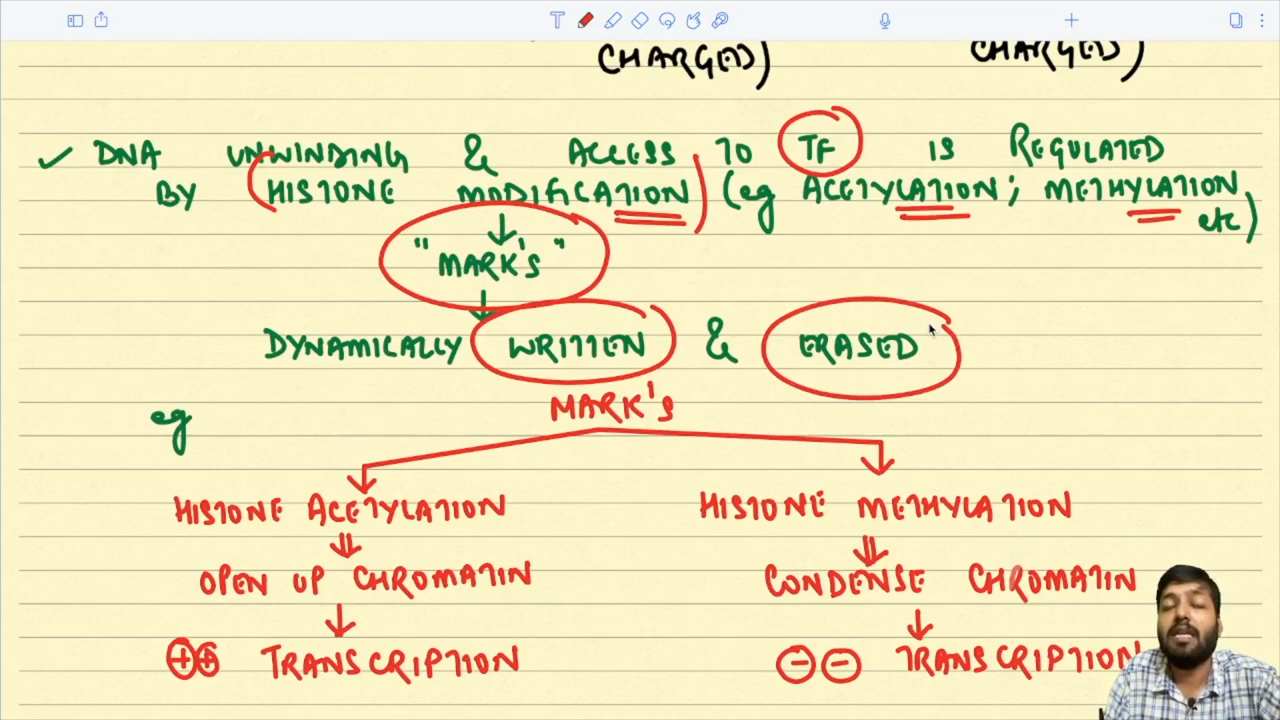 CHARGED) CHARGED)
✓ DNA UNWINDING & ACCESS TO TF IS REGULATED
BY (HISTONE MODIFICATION) (eg ACETYLATION; METHYLATION etc)
↓
"MARK'S"
↓
DYNAMICALLY WRITTEN & ERASED
eg
MARK'S
HISTONE ACETYLATION HISTONE METHYLATION
⇓ ⇓
OPEN UP CHROMATIN CONDENSE CHROMATIN
↓ ↓
⊕⊕ TRANSCRIPTION ⊖⊖ TRANSCRIPTION